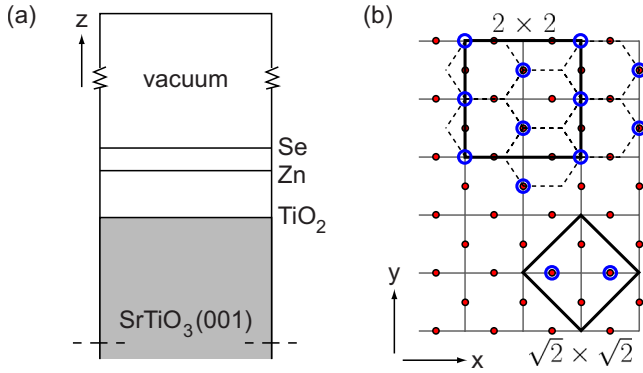 (a)
z
vacuum
Se
Zn
TiO₂
SrTiO₃(001)
(b)
2 × 2
y
x
√2 × √2